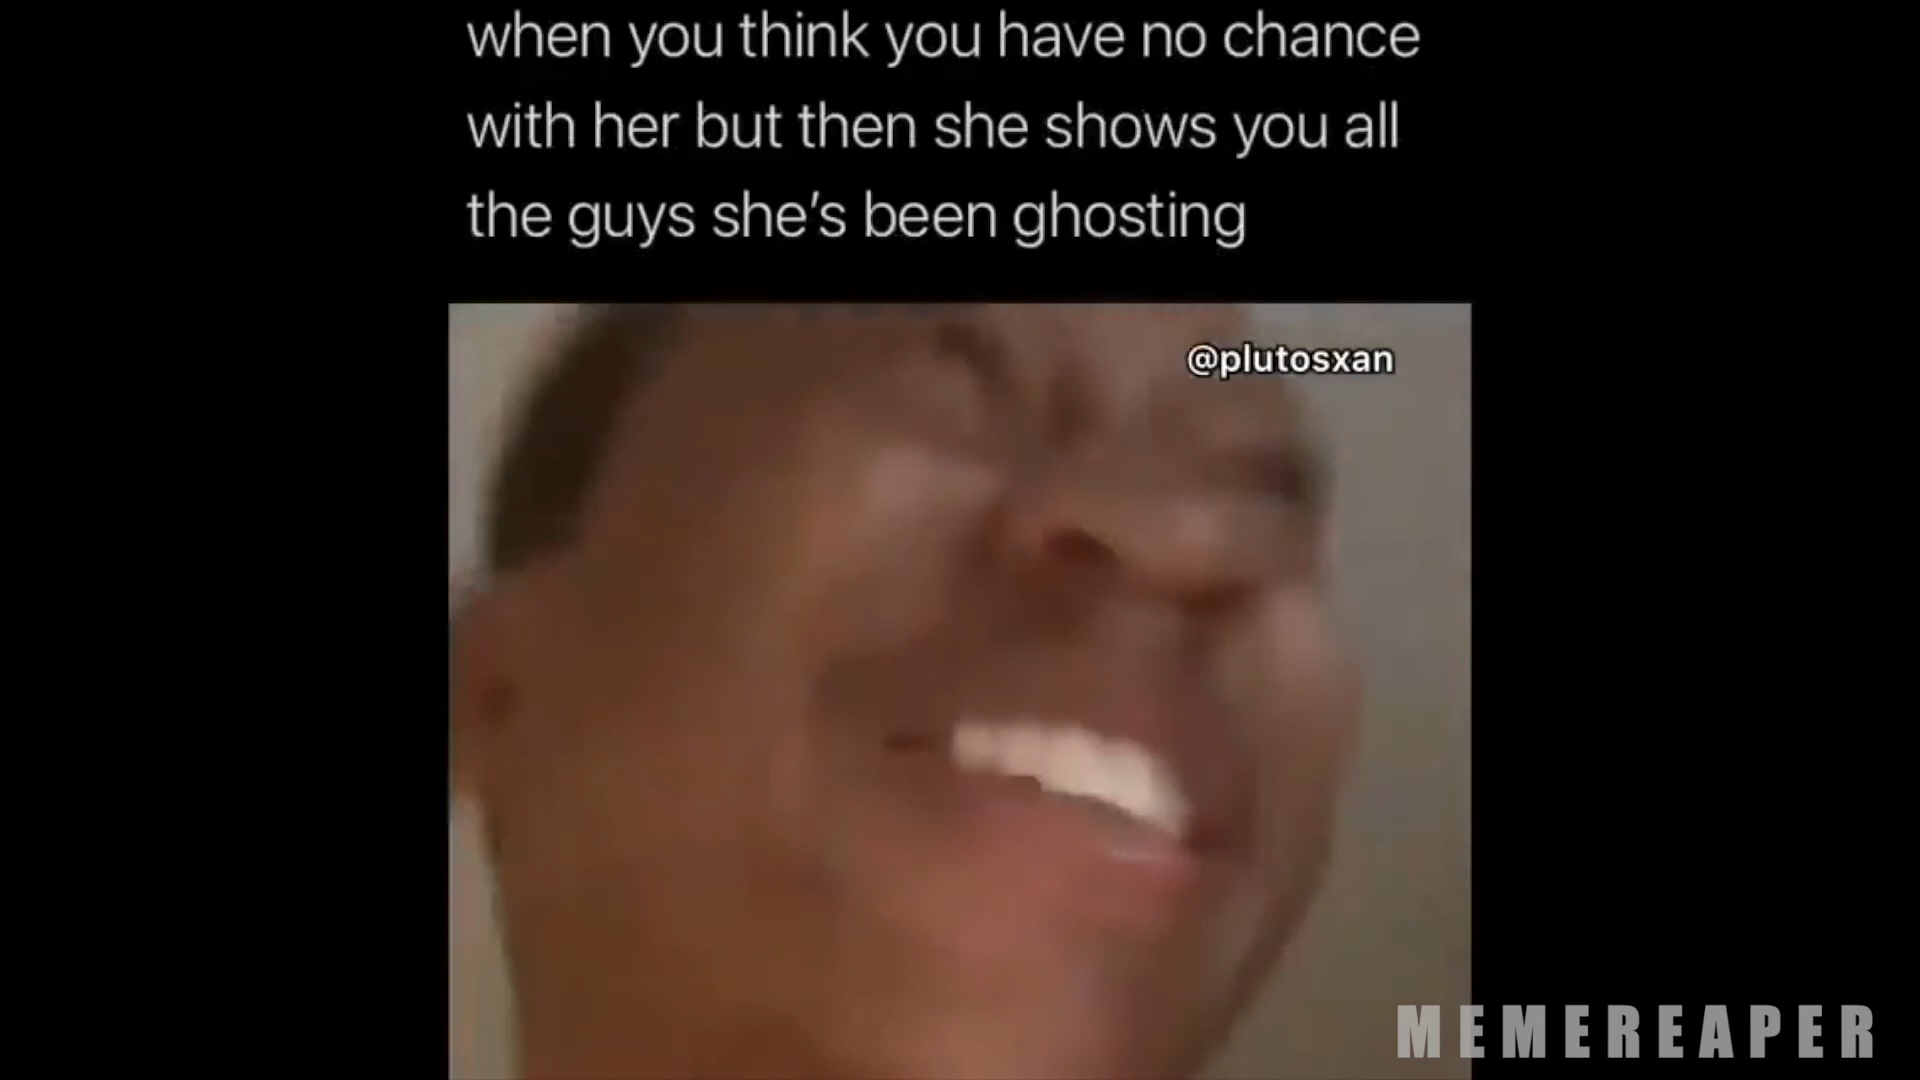 when you think you have no chance
with her but then she shows you all
the guys she’s been ghosting
@plutosxan
MEMEREAPER